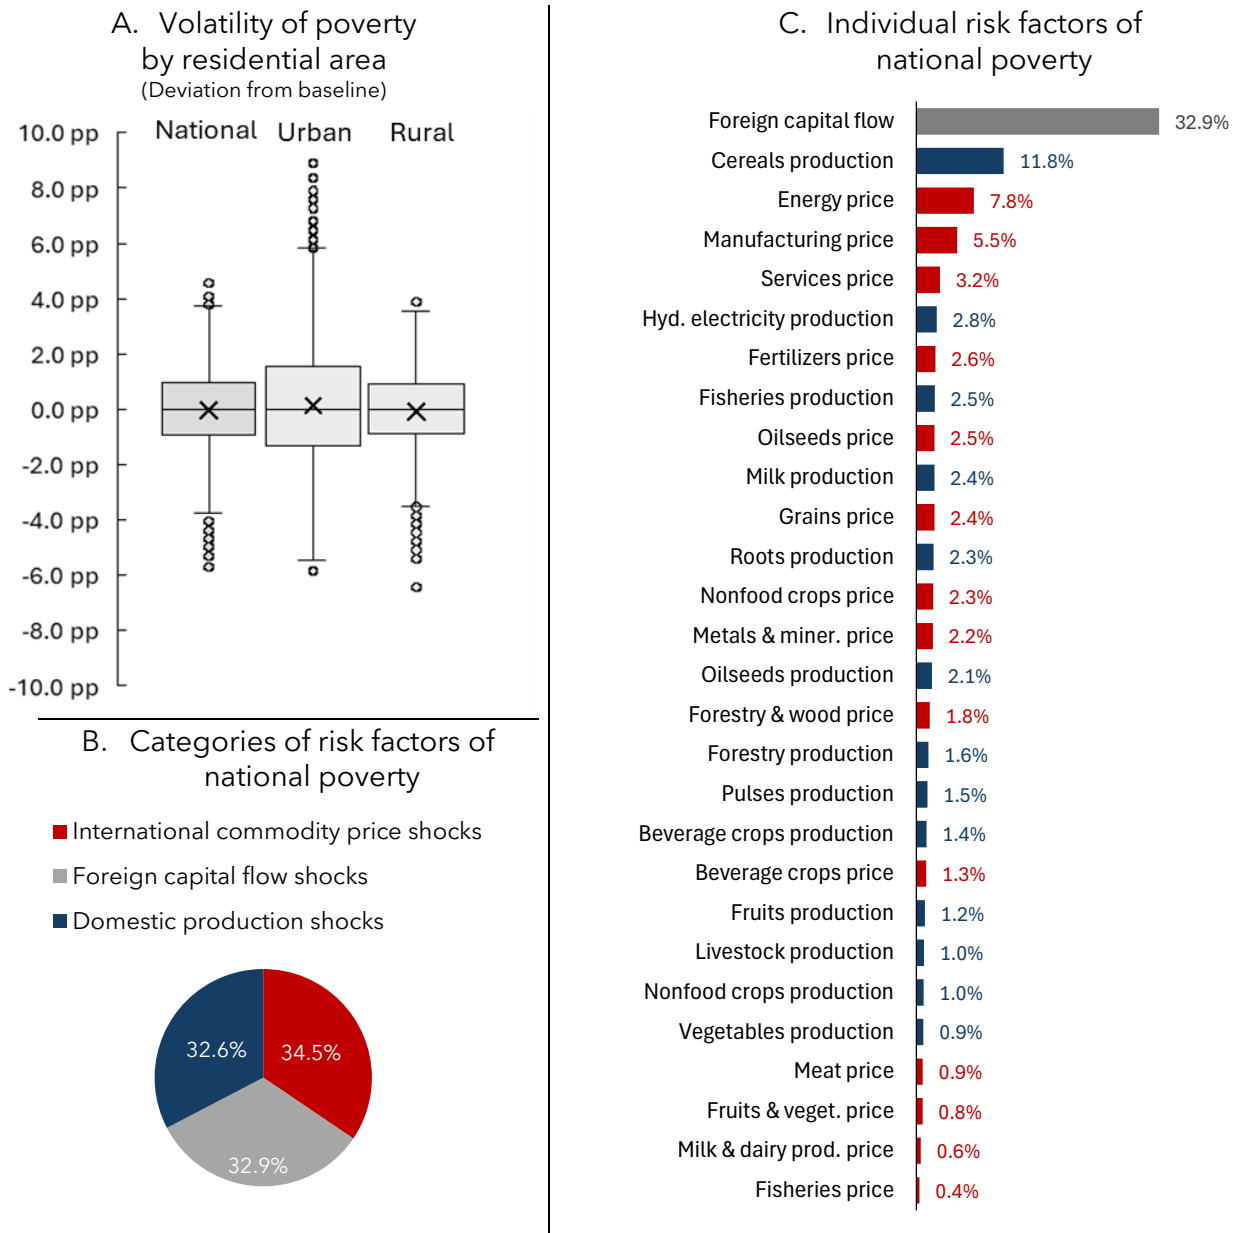 A. Volatility of poverty
by residential area
(Deviation from baseline)
National Urban Rural
10.0 pp
8.0 pp
6.0 pp
4.0 pp
2.0 pp
0.0 pp
-2.0 pp
-4.0 pp
-6.0 pp
-8.0 pp
-10.0 pp
B. Categories of risk factors of
national poverty
International commodity price shocks
Foreign capital flow shocks
Domestic production shocks
32.6% 34.5%
32.9%
C. Individual risk factors of
national poverty
Foreign capital flow 32.9%
Cereals production 11.8%
Energy price 7.8%
Manufacturing price 5.5%
Services price 3.2%
Hyd. electricity production 2.8%
Fertilizers price 2.6%
Fisheries production 2.5%
Oilseeds price 2.5%
Milk production 2.4%
Grains price 2.4%
Roots production 2.3%
Nonfood crops price 2.3%
Metals & miner. price 2.2%
Oilseeds production 2.1%
Forestry & wood price 1.8%
Forestry production 1.6%
Pulses production 1.5%
Beverage crops production 1.4%
Beverage crops price 1.3%
Fruits production 1.2%
Livestock production 1.0%
Nonfood crops production 1.0%
Vegetables production 0.9%
Meat price 0.9%
Fruits & veget. price 0.8%
Milk & dairy prod. price 0.6%
Fisheries price 0.4%